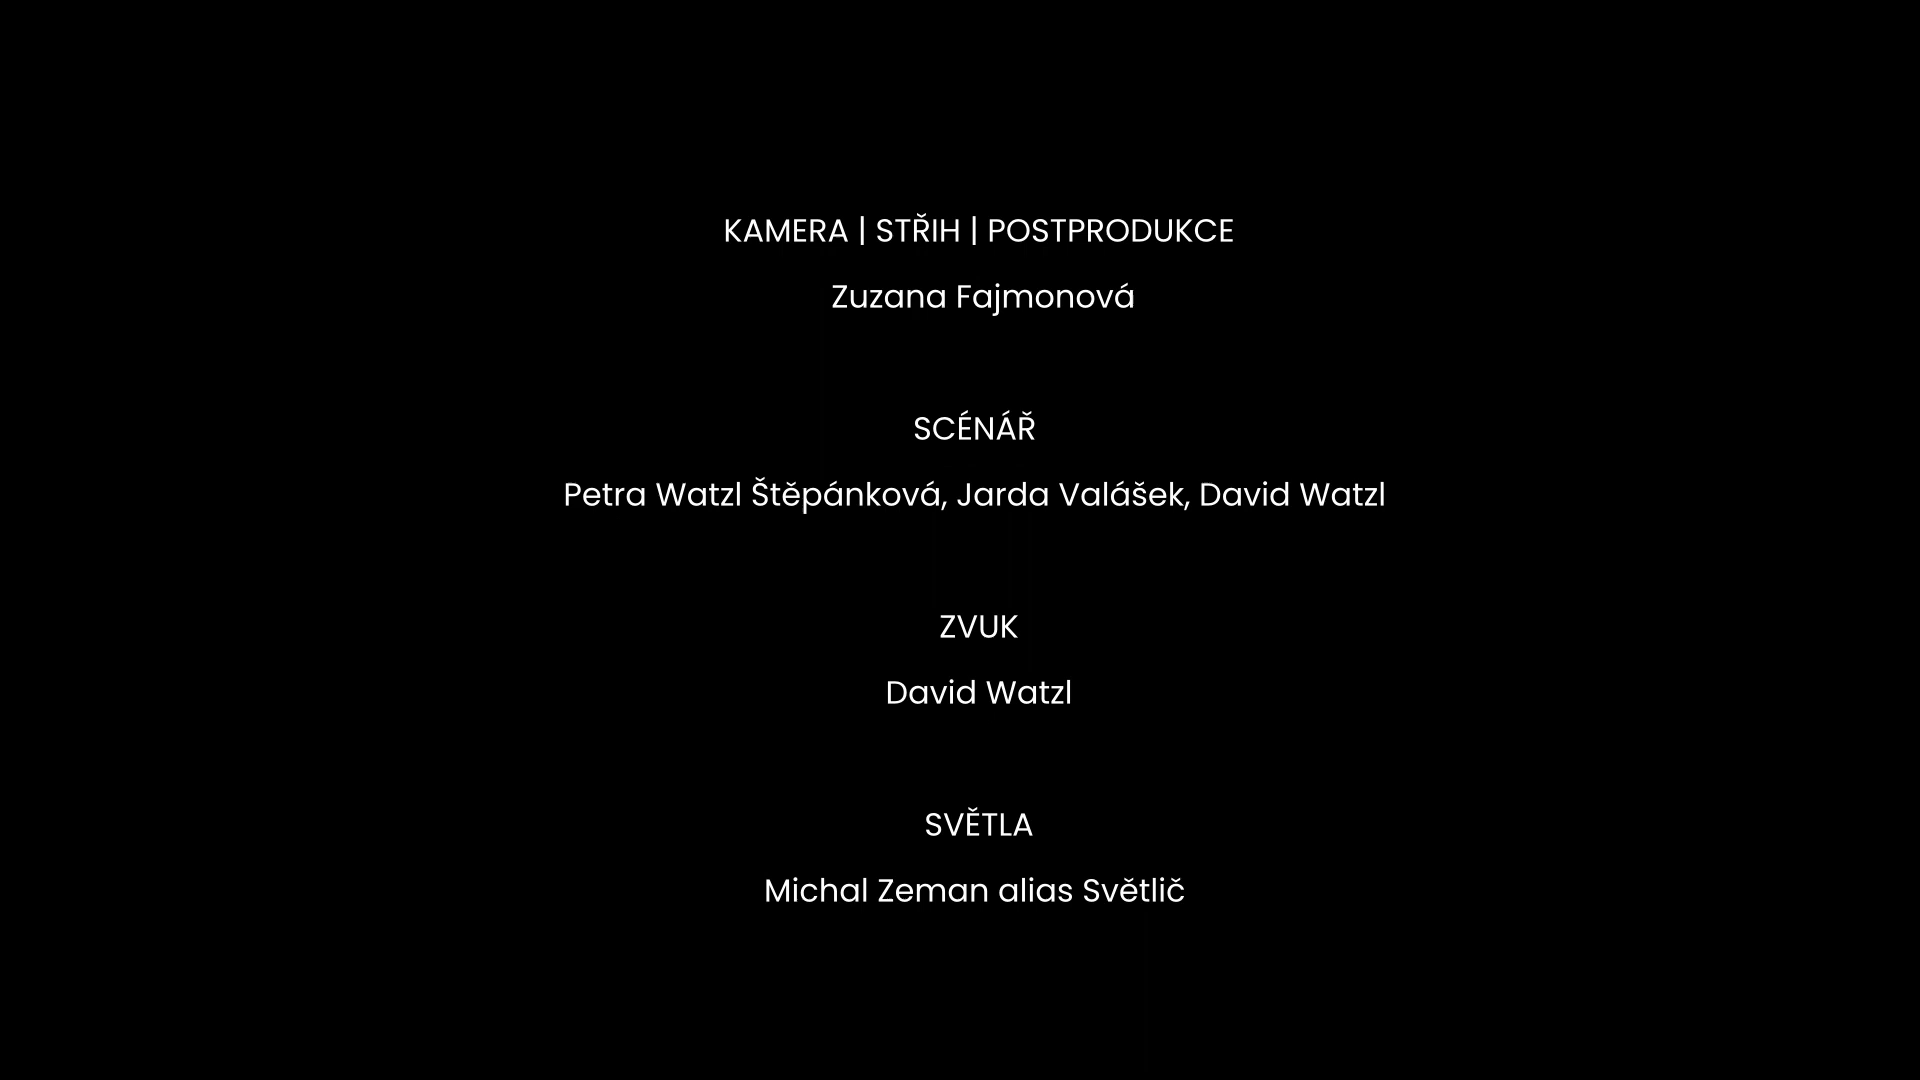 KAMERA | STŘIH | POSTPRODUKCE
Zuzana Fajmonová
SCÉNÁŘ
Petra Watzl Štěpánková, Jarda Valášek, David Watzl
ZVUK
David Watzl
SVĚTLA
Michal Zeman alias Světlič